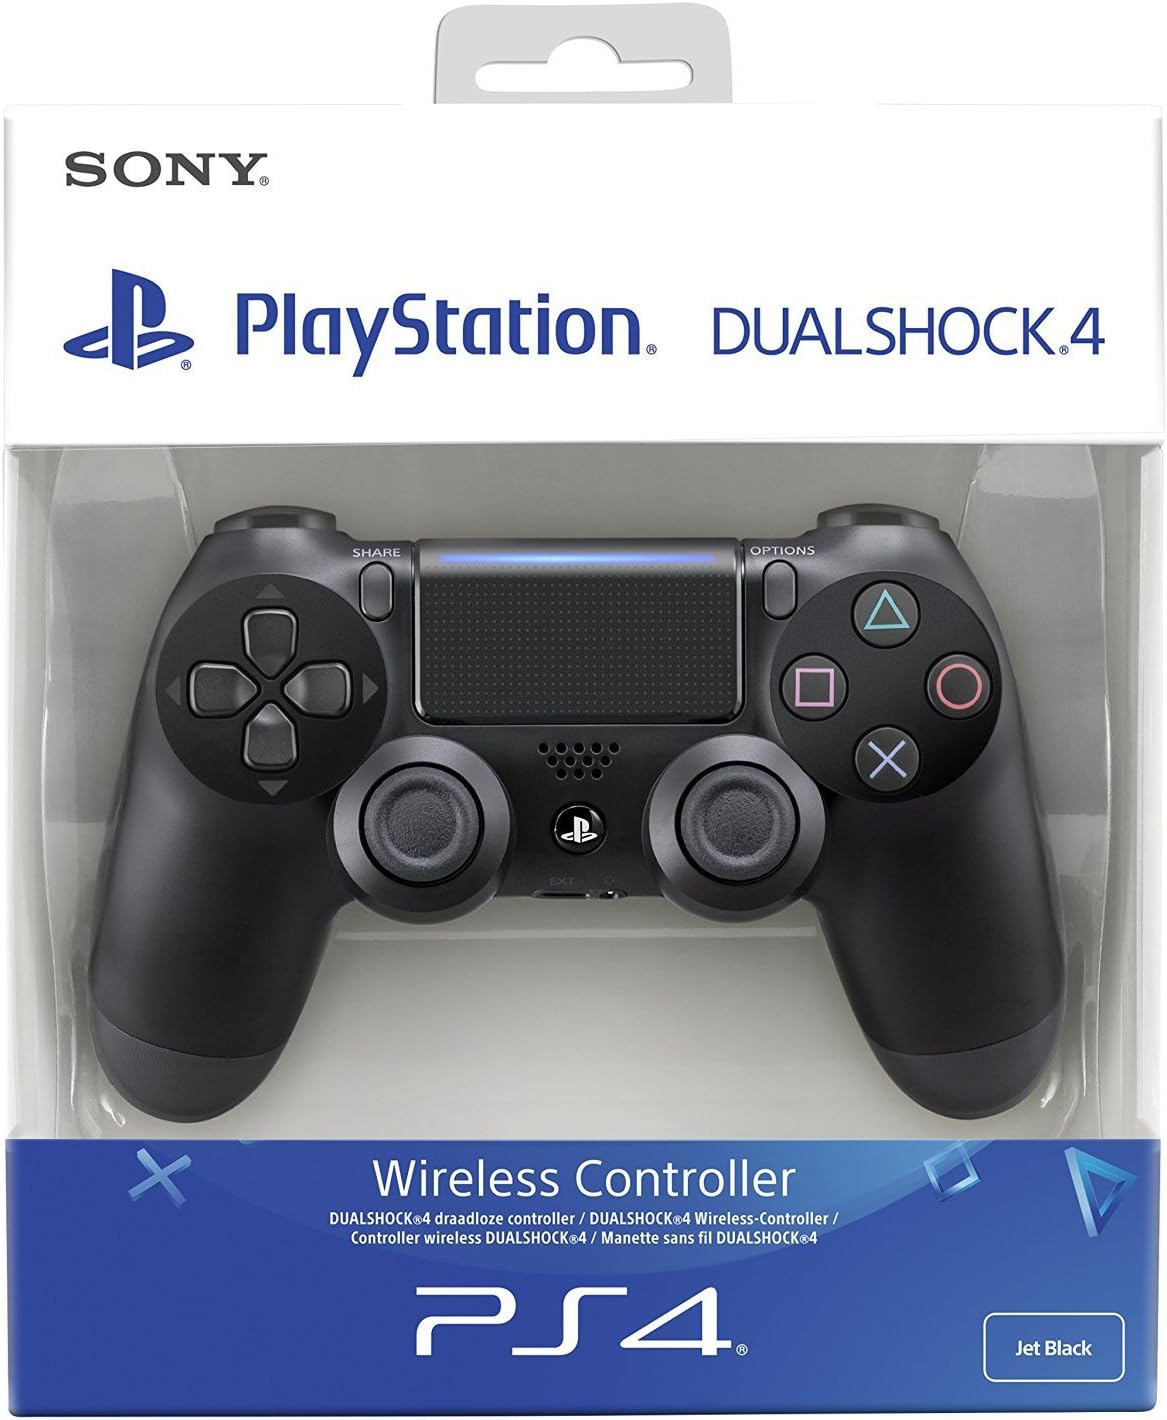 SONY®
PlayStation® DUALSHOCK®4
SHARE OPTIONS
EXT
Wireless Controller
DUALSHOCK®4 draadloze controller / DUALSHOCK®4 Wireless-Controller /
Controller wireless DUALSHOCK®4 / Manette sans fil DUALSHOCK®4
PS4®
Jet Black